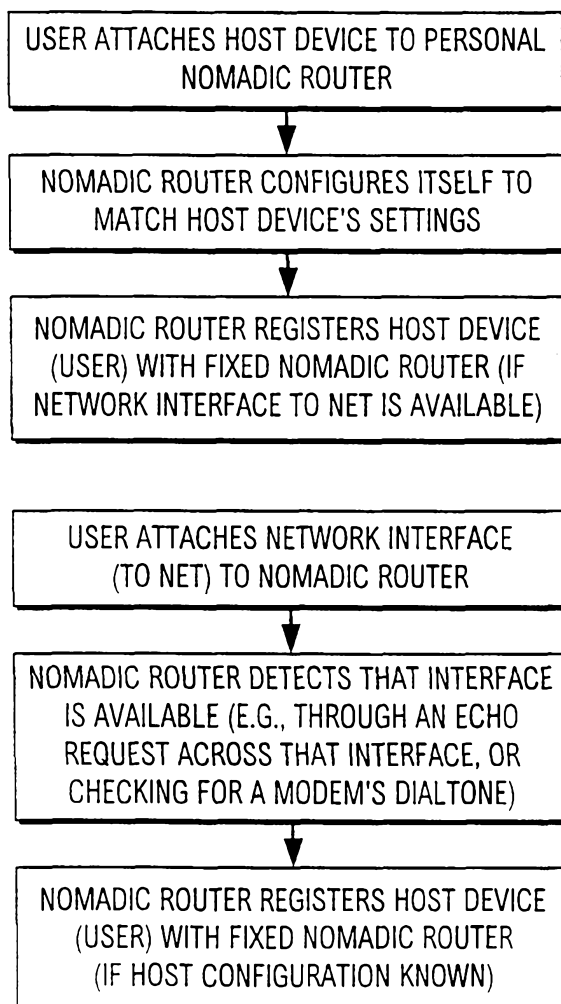 USER ATTACHES HOST DEVICE TO PERSONAL
NOMADIC ROUTER
NOMADIC ROUTER CONFIGURES ITSELF TO
MATCH HOST DEVICE'S SETTINGS
NOMADIC ROUTER REGISTERS HOST DEVICE
(USER) WITH FIXED NOMADIC ROUTER (IF
NETWORK INTERFACE TO NET IS AVAILABLE)
USER ATTACHES NETWORK INTERFACE
(TO NET) TO NOMADIC ROUTER
NOMADIC ROUTER DETECTS THAT INTERFACE
IS AVAILABLE (E.G., THROUGH AN ECHO
REQUEST ACROSS THAT INTERFACE, OR
CHECKING FOR A MODEM'S DIALTONE)
NOMADIC ROUTER REGISTERS HOST DEVICE
(USER) WITH FIXED NOMADIC ROUTER
(IF HOST CONFIGURATION KNOWN)